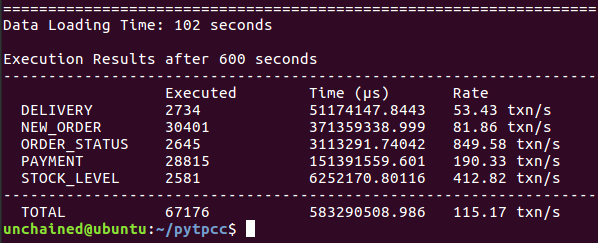 ==================================================================
Data Loading Time: 102 seconds
Execution Results after 600 seconds
------------------------------------------------------------------
Executed Time (µs) Rate
DELIVERY 2734 51174147.8443 53.43 txn/s
NEW_ORDER 30401 371359338.999 81.86 txn/s
ORDER_STATUS 2645 3113291.74042 849.58 txn/s
PAYMENT 28815 151391559.601 190.33 txn/s
STOCK_LEVEL 2581 6252170.80116 412.82 txn/s
------------------------------------------------------------------
TOTAL 67176 583290508.986 115.17 txn/s
unchained@ubuntu:~/pytpcc$